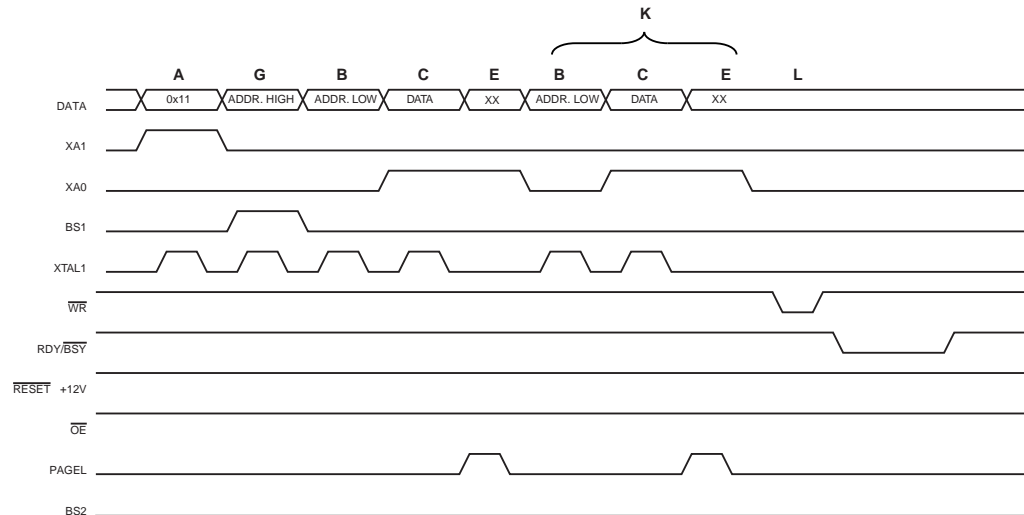 K
A G B C E B C E L
DATA 0x11 ADDR. HIGH ADDR. LOW DATA XX ADDR. LOW DATA XX
XA1
XA0
BS1
XTAL1
WR
RDY/BSY
RESET +12V
OE
PAGEL
BS2